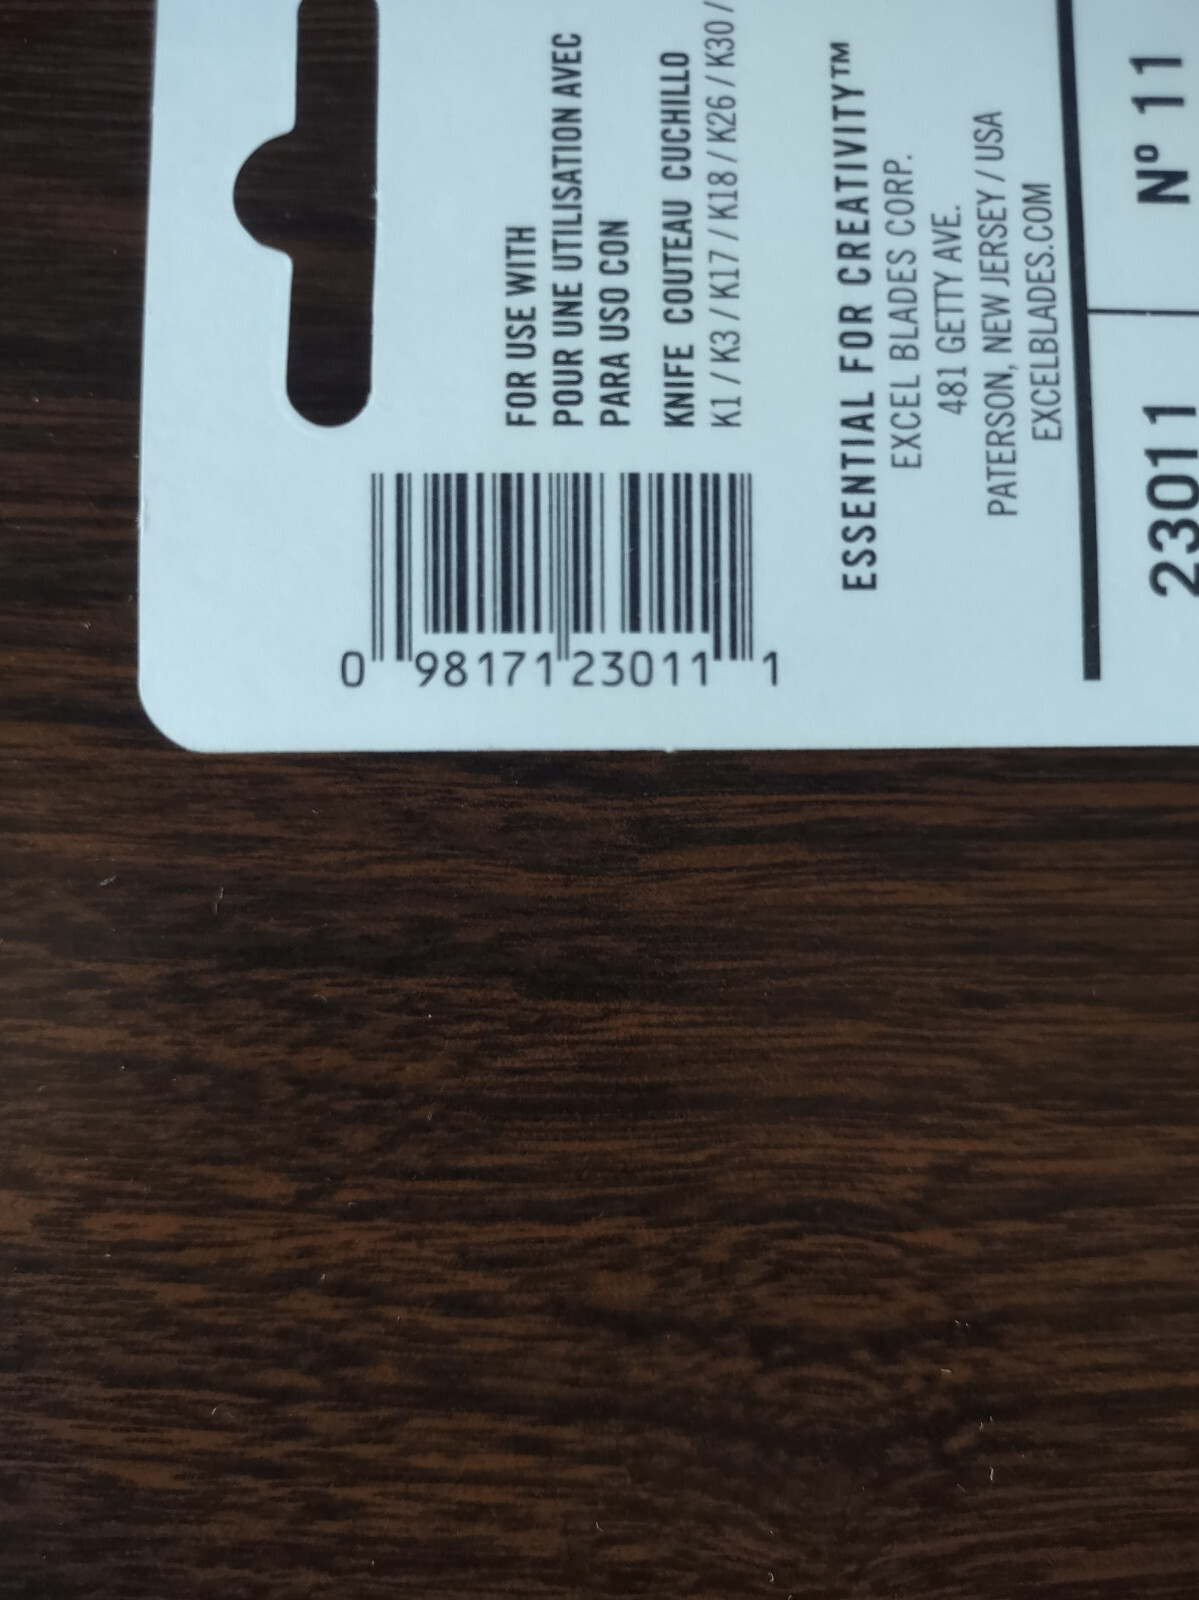 FOR USE WITH
POUR UNE UTILISATION AVEC
PARA USO CON
KNIFE COUTEAU CUCHILLO
K1 / K3 / K17 / K18 / K26 / K30 /
ESSENTIAL FOR CREATIVITY™
EXCEL BLADES CORP.
481 GETTY AVE.
PATERSON, NEW JERSEY / USA
EXCELBLADES.COM
23011 Nº 11
0 98171 23011 1